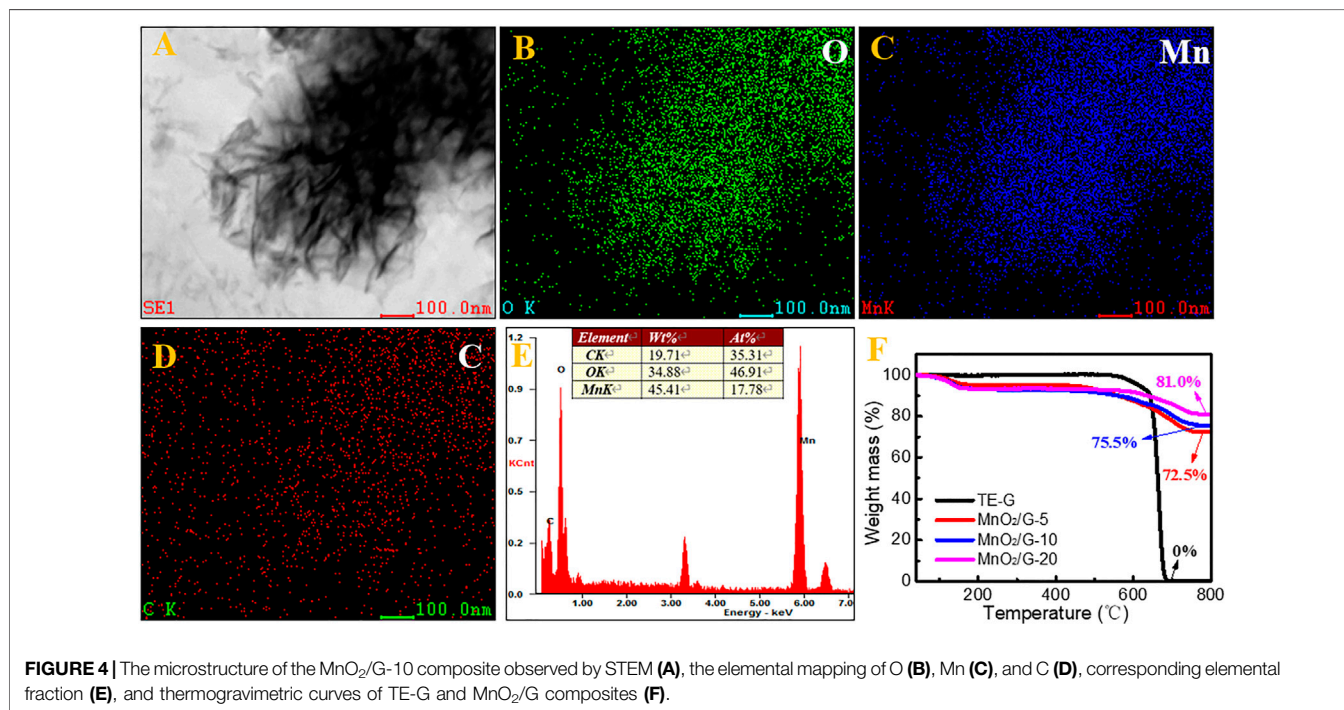 A
SE1
100.0nm
B
O
O K
100.0nm
C
Mn
MnK
100.0nm
D
C
C K
100.0nm
E
Element↵ Wt%↵ At%↵
CK↵ 19.71↵ 35.31↵
OK↵ 34.88↵ 46.91↵
MnK↵ 45.41↵ 17.78↵
1.2
0.9
0.7
KCnt
0.5
0.2
0.0
C
O
Mn
1.00 2.00 3.00 4.00 5.00 6.00 7.0
Energy - keV
F
Weight mass (%)
100
80
60
40
20
0
81.0%
75.5%
72.5%
0%
TE-G
MnO₂/G-5
MnO₂/G-10
MnO₂/G-20
200 400 600 800
Temperature (℃)
FIGURE 4 | The microstructure of the MnO₂/G-10 composite observed by STEM (A), the elemental mapping of O (B), Mn (C), and C (D), corresponding elemental
fraction (E), and thermogravimetric curves of TE-G and MnO₂/G composites (F).